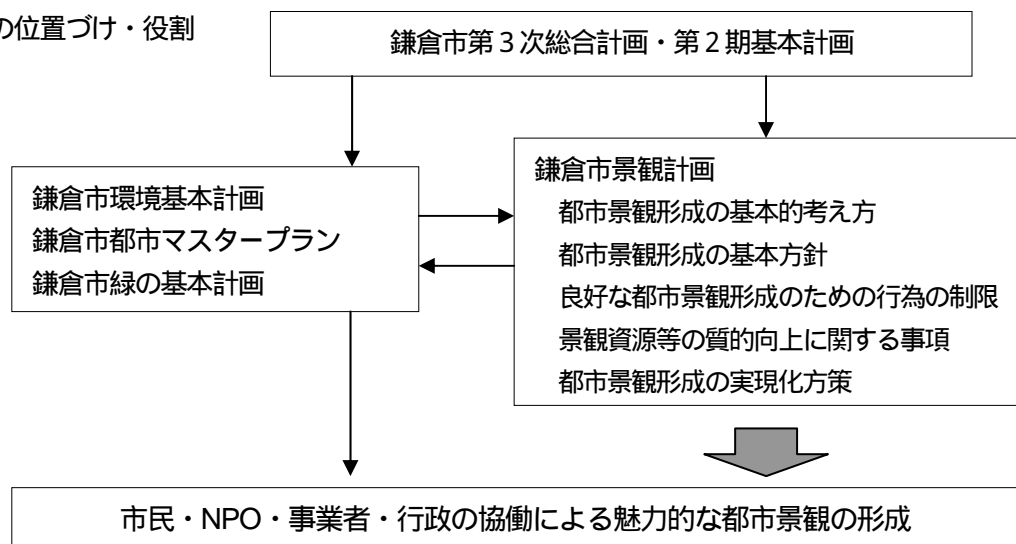 の位置づけ・役割
鎌倉市第３次総合計画・第２期基本計画
鎌倉市環境基本計画
鎌倉市都市マスタープラン
鎌倉市緑の基本計画
鎌倉市景観計画
都市景観形成の基本的考え方
都市景観形成の基本方針
良好な都市景観形成のための行為の制限
景観資源等の質的向上に関する事項
都市景観形成の実現化方策
市民・NPO・事業者・行政の協働による魅力的な都市景観の形成